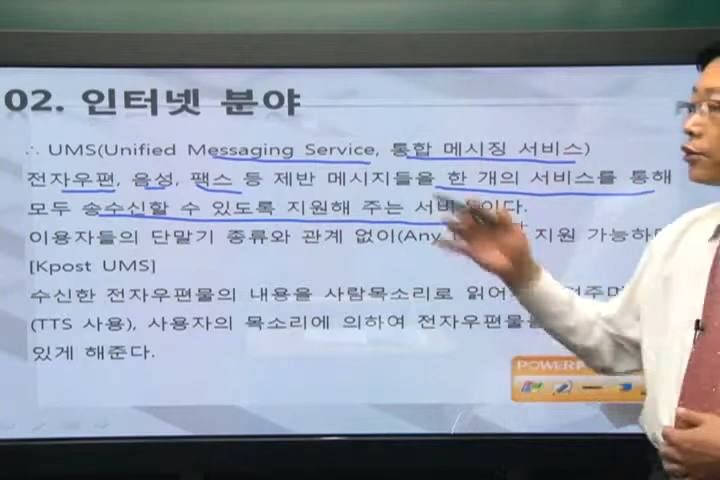 02. 인터넷 분야
∴ UMS(Unified Messaging Service, 통합 메시징 서비스)
전자우편, 음성, 팩스 등 제반 메시지들을 한 개의 서비스를 통해
모두 송수신할 수 있도록 지원해 주는 서비스이다.
이용자들의 단말기 종류와 관계 없이(Any 지원 가능하
[Kpost UMS]
수신한 전자우편물의 내용을 사람목소리로 읽어
(TTS 사용), 사용자의 목소리에 의하여 전자우편물을
있게 해준다.